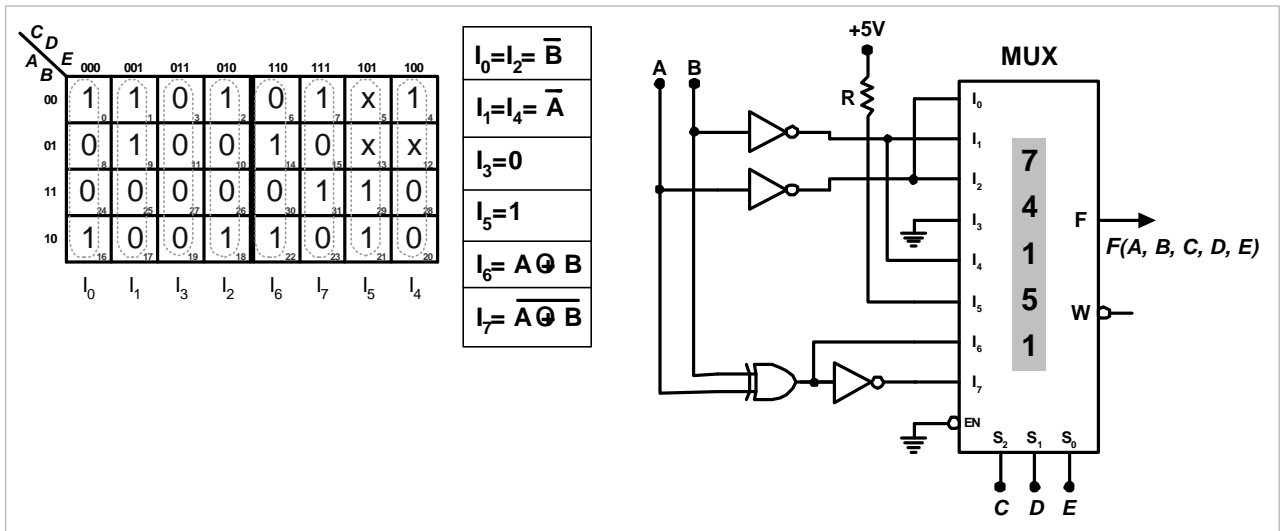 C
D
E
A
B
000 001 011 010 110 111 101 100
00 1 0 1 1 0 3 1 2 0 6 1 7 x 5 1 4
01 0 8 1 9 0 11 0 10 1 14 0 15 x 13 x 12
11 0 24 0 25 0 27 0 26 0 30 1 31 1 29 0 28
10 1 16 0 17 0 19 1 18 1 22 0 23 1 21 0 20
I0 I1 I3 I2 I6 I7 I5 I4
I0=I2= B̅
I1=I4= A̅
I3=0
I5=1
I6= A ⊕ B
I7= A̅ ⊕̅ B̅
+5V
A B
R
MUX
I0
I1
I2
I3
I4
I5
I6
I7
EN
7
4
1
5
1
F
F(A, B, C, D, E)
W
S2 S1 S0
C D E